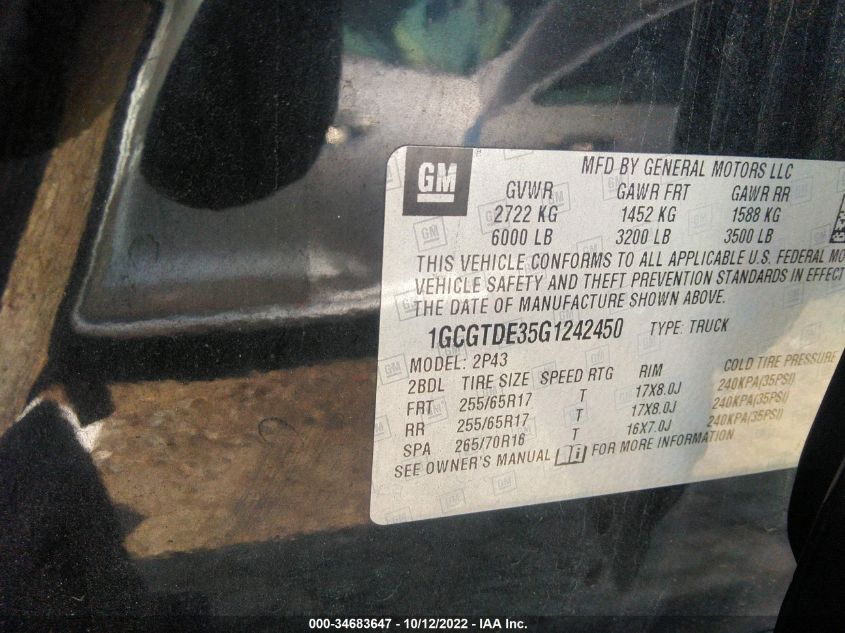 GM
MFD BY GENERAL MOTORS LLC
GVWR GAWR FRT GAWR RR
2722 KG 1452 KG 1588 KG
6000 LB 3200 LB 3500 LB
THIS VEHICLE CONFORMS TO ALL APPLICABLE U.S. FEDERAL MO
VEHICLE SAFETY AND THEFT PREVENTION STANDARDS IN EFFECT
THE DATE OF MANUFACTURE SHOWN ABOVE.
1GCGTDE35G1242450 TYPE: TRUCK
MODEL: 2P43
2BDL TIRE SIZE SPEED RTG RIM COLD TIRE PRESSURE
FRT 255/65R17 T 17X8.0J 240KPA(35PSI)
RR 255/65R17 T 17X8.0J 240KPA(35PSI)
SPA 265/70R16 T 16X7.0J 240KPA(35PSI)
SEE OWNER'S MANUAL FOR MORE INFORMATION
000-34683647 - 10/12/2022 - IAA Inc.